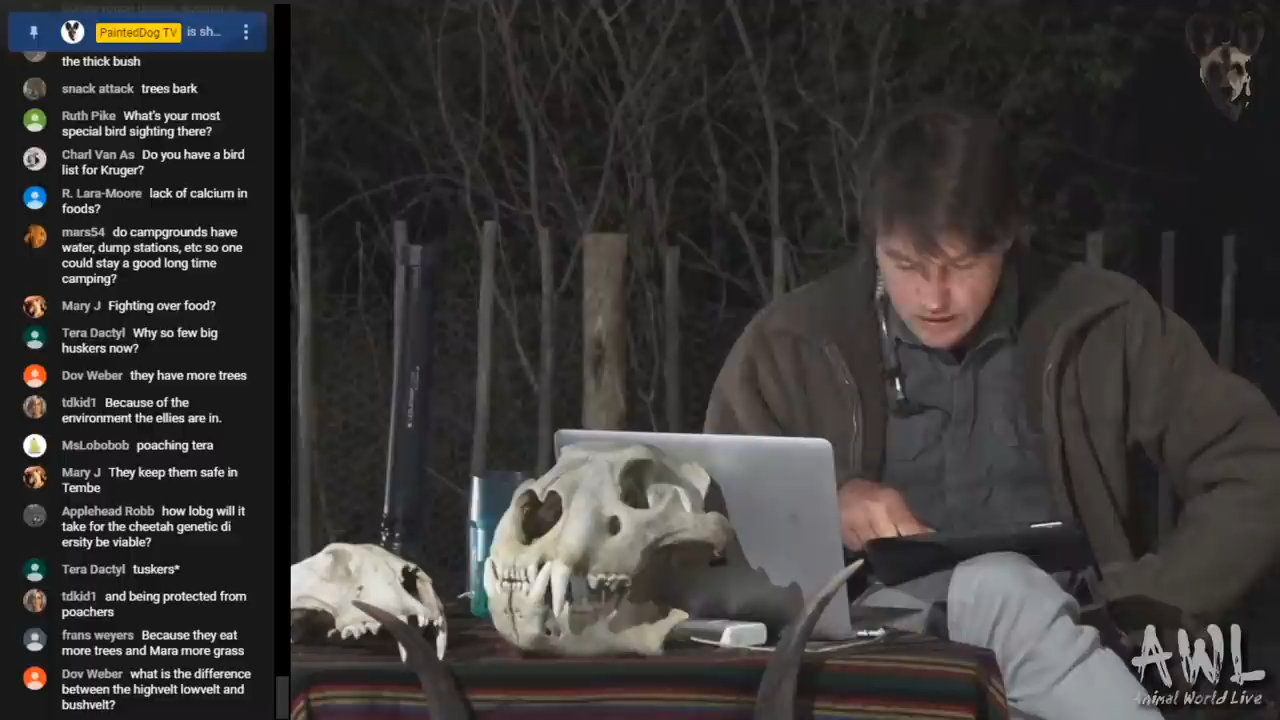 PaintedDog TV is sh...
the thick bush
snack attack trees bark
Ruth Pike What's your most
special bird sighting there?
Charl Van As Do you have a bird
list for Kruger?
R. Lara-Moore lack of calcium in
foods?
mars54 do campgrounds have
water, dump stations, etc so one
could stay a good long time
camping?
Mary J Fighting over food?
Tera Dactyl Why so few big
huskers now?
Dov Weber they have more trees
tdkid1 Because of the
environment the ellies are in.
MsLobobob poaching tera
Mary J They keep them safe in
Tembe
Applehead Robb how lobg will it
take for the cheetah genetic di
ersity be viable?
Tera Dactyl tuskers*
tdkid1 and being protected from
poachers
frans weyers Because they eat
more trees and Mara more grass
Dov Weber what is the difference
between the highvelt lowvelt and
bushvelt?
AWL
Animal World Live